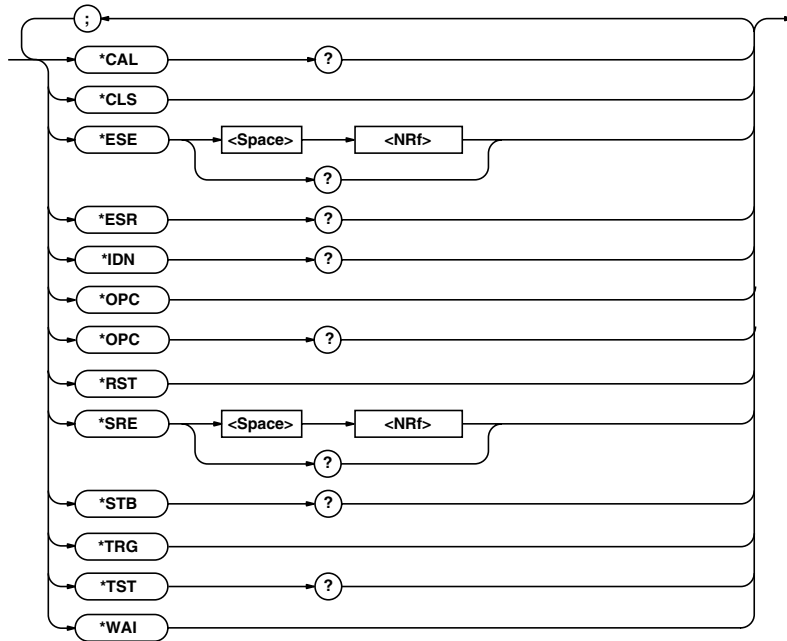 ;
*CAL ?
*CLS
*ESE <Space> <NRf>
?
*ESR ?
*IDN ?
*OPC
*OPC ?
*RST
*SRE <Space> <NRf>
?
*STB ?
*TRG
*TST ?
*WAI